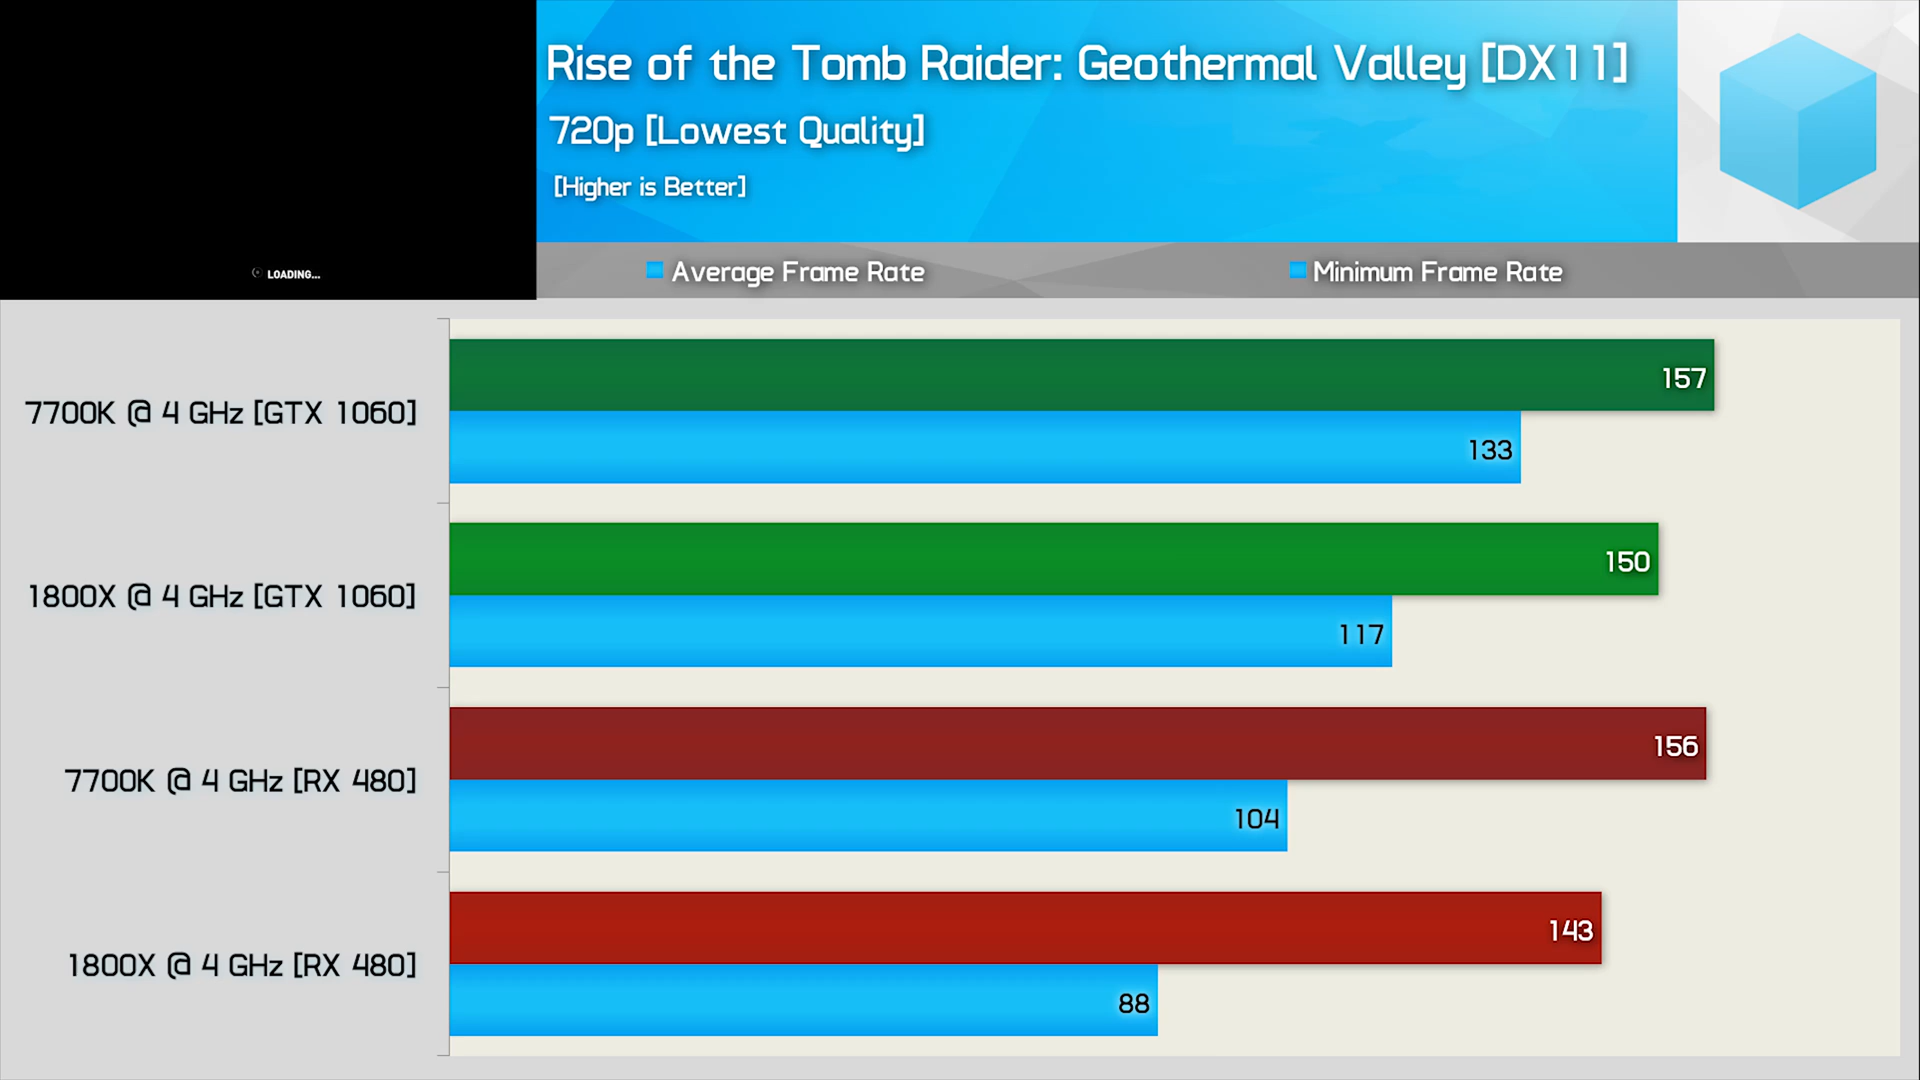 Rise of the Tomb Raider: Geothermal Valley [DX11]
720p [Lowest Quality]
[Higher is Better]
LOADING...
Average Frame Rate
Minimum Frame Rate
7700K @ 4 GHz [GTX 1060]
157
133
1800X @ 4 GHz [GTX 1060]
150
117
7700K @ 4 GHz [RX 480]
156
104
1800X @ 4 GHz [RX 480]
143
88